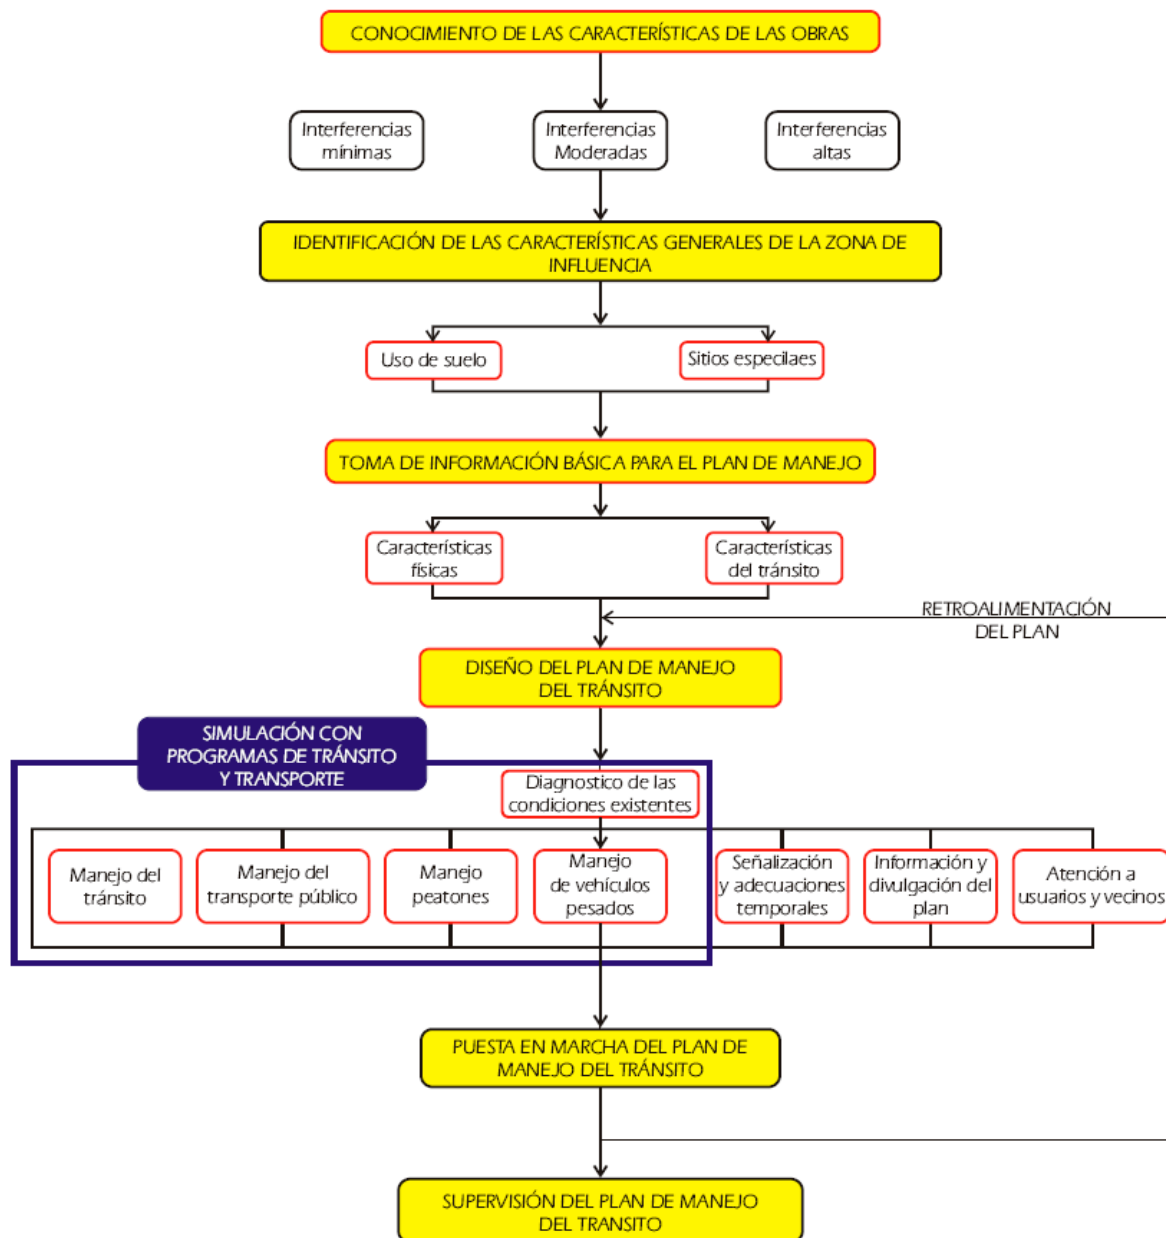 CONOCIMIENTO DE LAS CARACTERÍSTICAS DE LAS OBRAS
Interferencias
mínimas
Interferencias
Moderadas
Interferencias
altas
IDENTIFICACIÓN DE LAS CARACTERÍSTICAS GENERALES DE LA ZONA DE
INFLUENCIA
Uso de suelo
Sitios especilaes
TOMA DE INFORMACIÓN BÁSICA PARA EL PLAN DE MANEJO
Características
físicas
Características
del tránsito
RETROALIMENTACIÓN
DEL PLAN
DISEÑO DEL PLAN DE MANEJO
DEL TRÁNSITO
SIMULACIÓN CON
PROGRAMAS DE TRÁNSITO
Y TRANSPORTE
Diagnostico de las
condiciones existentes
Manejo del
tránsito
Manejo del
transporte público
Manejo
peatones
Manejo
de vehículos
pesados
Señalización
y adecuaciones
temporales
Información y
divulgación del
plan
Atención a
usuarios y vecinos
PUESTA EN MARCHA DEL PLAN DE
MANEJO DEL TRÁNSITO
SUPERVISIÓN DEL PLAN DE MANEJO
DEL TRANSITO